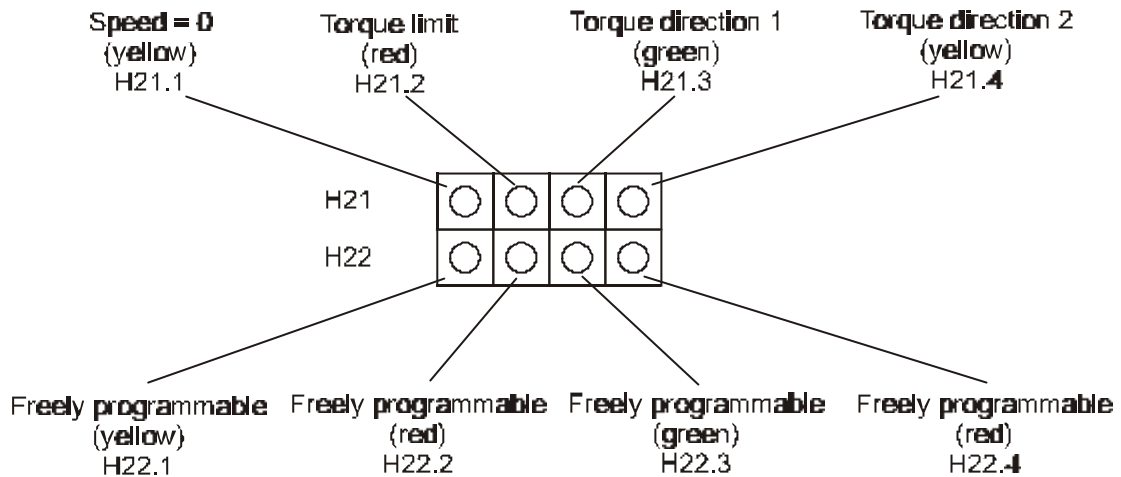 Speed = 0
(yellow)
H21.1
Torque limit
(red)
H21.2
Torque direction 1
(green)
H21.3
Torque direction 2
(yellow)
H21.4
H21
H22
Freely programmable
(yellow)
H22.1
Freely programmable
(red)
H22.2
Freely programmable
(green)
H22.3
Freely programmable
(red)
H22.4